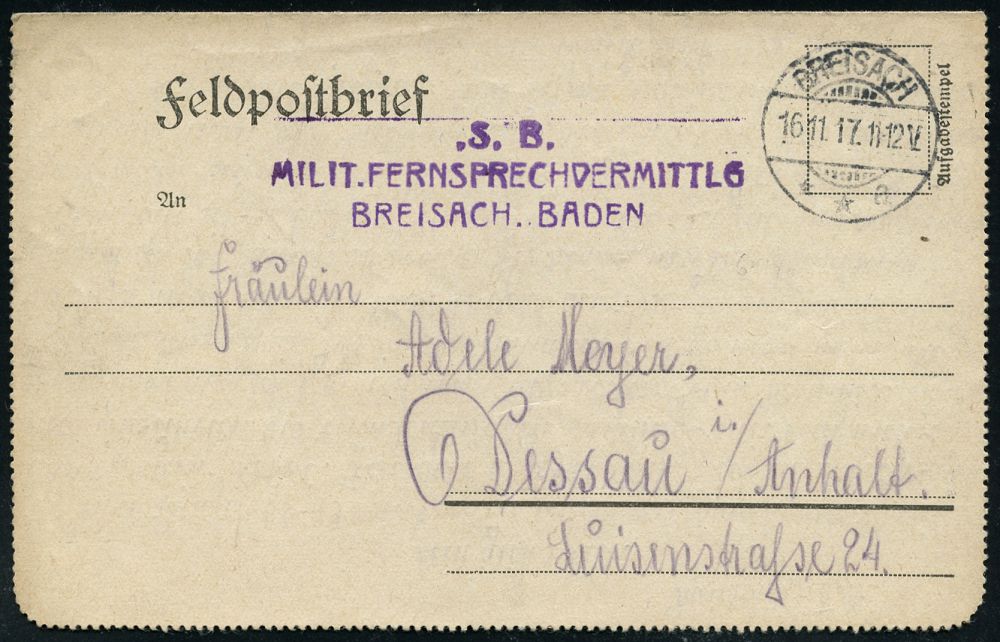 Feldpostbrief
S. B.
MILIT.FERNSPRECHVERMITTLG
BREISACH. BADEN
BREISACH
16.11.17. 11-12 V.
* a
Aufgabestempel
An
Fräulein
Adele Meyer,
Dessau i./Anhalt.
Luisenstraße 24.